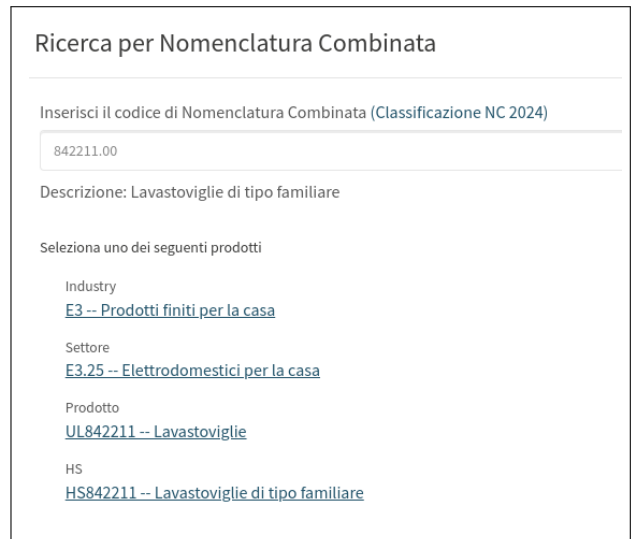 Ricerca per Nomenclatura Combinata
Inserisci il codice di Nomenclatura Combinata (Classificazione NC 2024)
842211.00
Descrizione: Lavastoviglie di tipo familiare
Seleziona uno dei seguenti prodotti
Industry
E3 -- Prodotti finiti per la casa
Settore
E3.25 -- Elettrodomestici per la casa
Prodotto
UL842211 -- Lavastoviglie
HS
HS842211 -- Lavastoviglie di tipo familiare